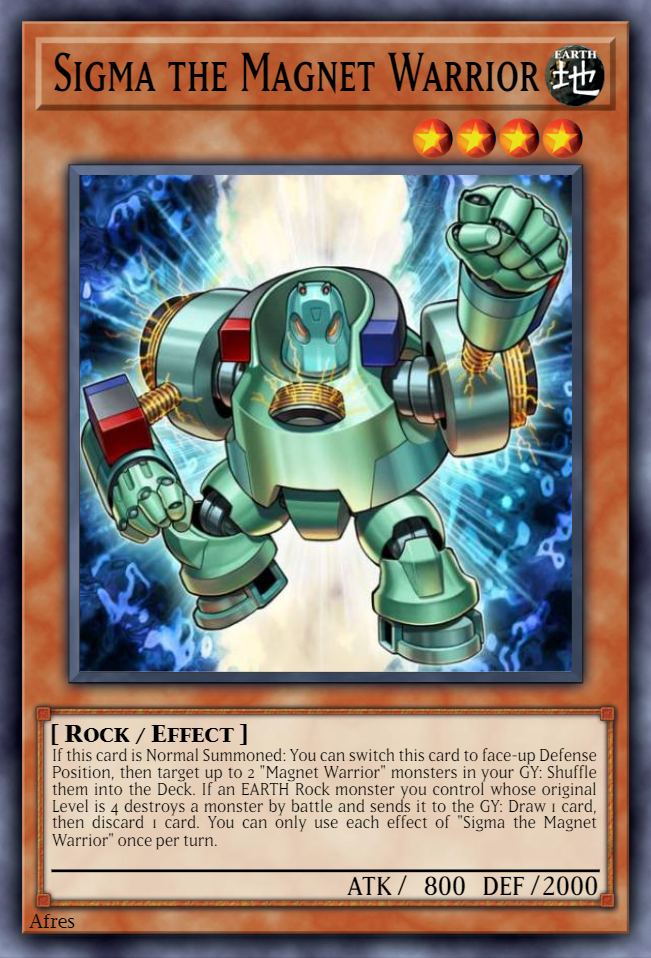 Sigma the Magnet Warrior
EARTH
地
[ Rock / Effect ]
If this card is Normal Summoned: You can switch this card to face-up Defense
Position, then target up to 2 "Magnet Warrior" monsters in your GY: Shuffle
them into the Deck. If an EARTH Rock monster you control whose original
Level is 4 destroys a monster by battle and sends it to the GY: Draw 1 card,
then discard 1 card. You can only use each effect of "Sigma the Magnet
Warrior" once per turn.
ATK / 800 DEF /2000
Afres